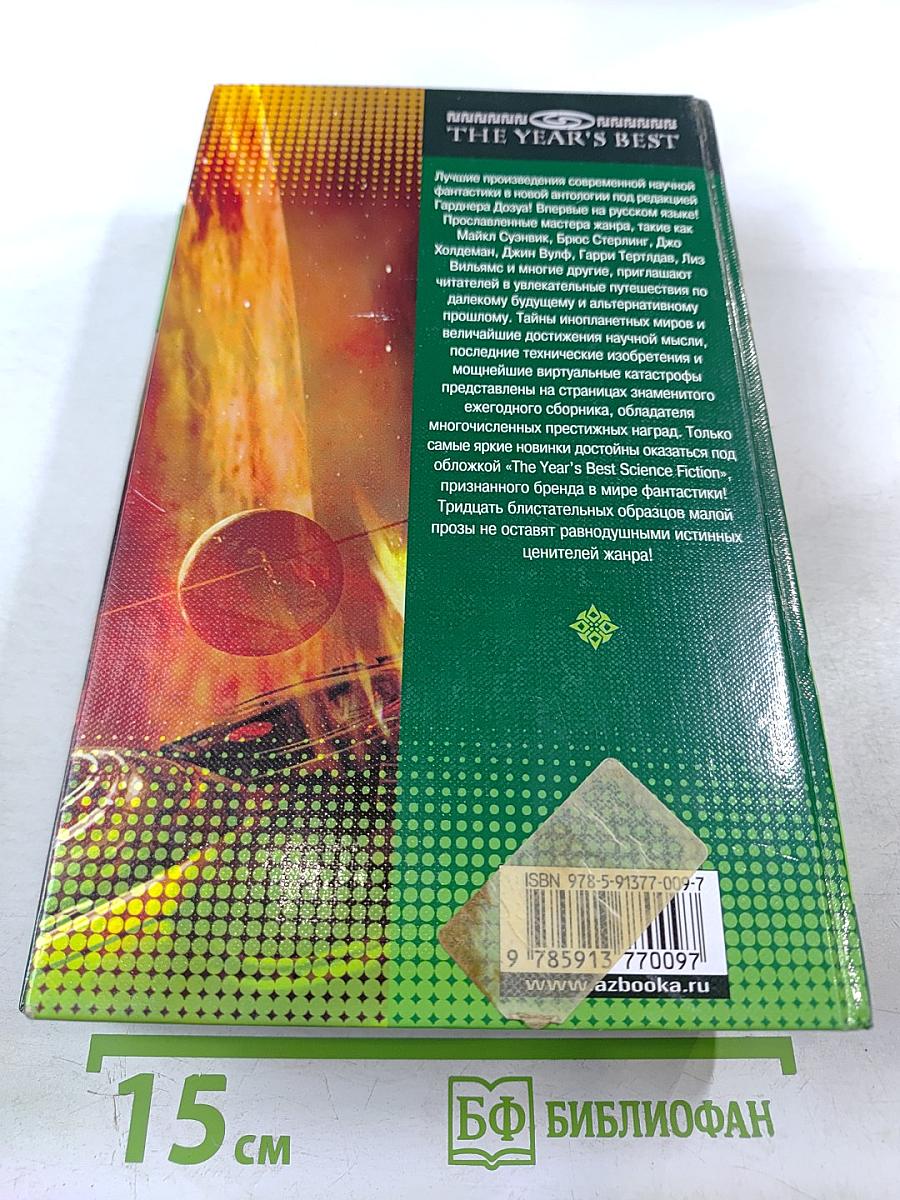 THE YEAR'S BEST
Лучшие произведения современной научной
фантастики в новой антологии под редакцией
Гарднера Дозуа! Впервые на русском языке!
Прославленные мастера жанра, такие как
Майкл Суэнвик, Брюс Стерлинг, Джо
Холдеман, Джин Вулф, Гарри Тертлдав, Лиз
Вильямс и многие другие, приглашают
читателей в увлекательные путешествия по
далекому будущему и альтернативному
прошлому. Тайны инопланетных миров и
величайшие достижения научной мысли,
последние технические изобретения и
мощнейшие виртуальные катастрофы
представлены на страницах знаменитого
ежегодного сборника, обладателя
многочисленных престижных наград. Только
самые яркие новинки достойны оказаться под
обложкой «The Year's Best Science Fiction»,
признанного бренда в мире фантастики!
Тридцать блистательных образцов малой
прозы не оставят равнодушными истинных
ценителей жанра!
ISBN 978-5-91377-009-7
9 785913 770097
www.azbooka.ru
15 см
БФ БИБЛИОФАН